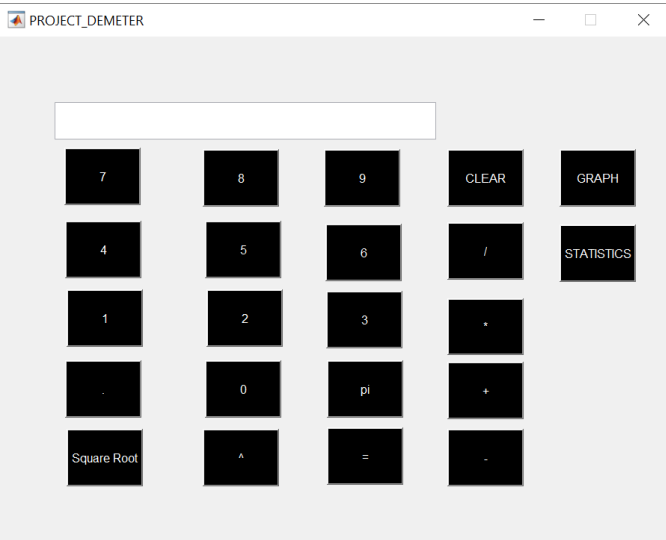 PROJECT_DEMETER
7 8 9 CLEAR GRAPH
4 5 6 / STATISTICS
1 2 3 *
. 0 pi +
Square Root ^ = -